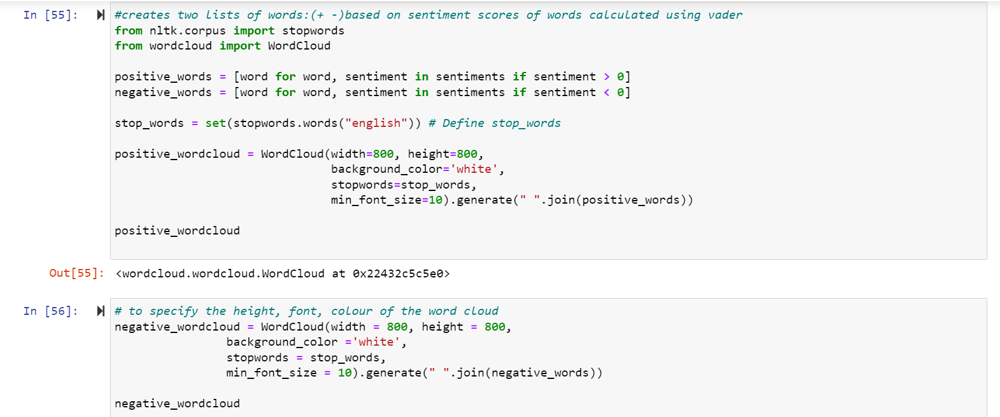 In [55]:
#creates two lists of words:(+ -)based on sentiment scores of words calculated using vader
from nltk.corpus import stopwords
from wordcloud import WordCloud
positive_words = [word for word, sentiment in sentiments if sentiment > 0]
negative_words = [word for word, sentiment in sentiments if sentiment < 0]
stop_words = set(stopwords.words("english")) # Define stop_words
positive_wordcloud = WordCloud(width=800, height=800,
background_color='white',
stopwords=stop_words,
min_font_size=10).generate(" ".join(positive_words))
positive_wordcloud
Out[55]: <wordcloud.wordcloud.WordCloud at 0x22432c5c5e0>
In [56]:
# to specify the height, font, colour of the word cloud
negative_wordcloud = WordCloud(width = 800, height = 800,
background_color ='white',
stopwords = stop_words,
min_font_size = 10).generate(" ".join(negative_words))
negative_wordcloud